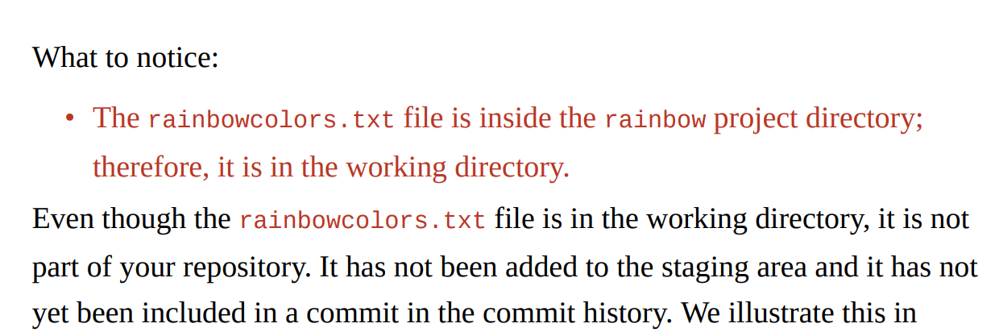 What to notice:
• The rainbowcolors.txt file is inside the rainbow project directory;
therefore, it is in the working directory.
Even though the rainbowcolors.txt file is in the working directory, it is not
part of your repository. It has not been added to the staging area and it has not
yet been included in a commit in the commit history. We illustrate this in